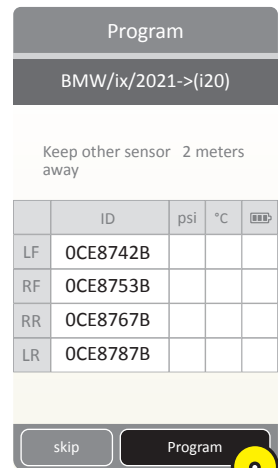 Program
BMW/ix/2021->(i20)
Keep other sensor 2 meters
away
ID psi °C
LF 0CE8742B
RF 0CE8753B
RR 0CE8767B
LR 0CE8787B
skip Program